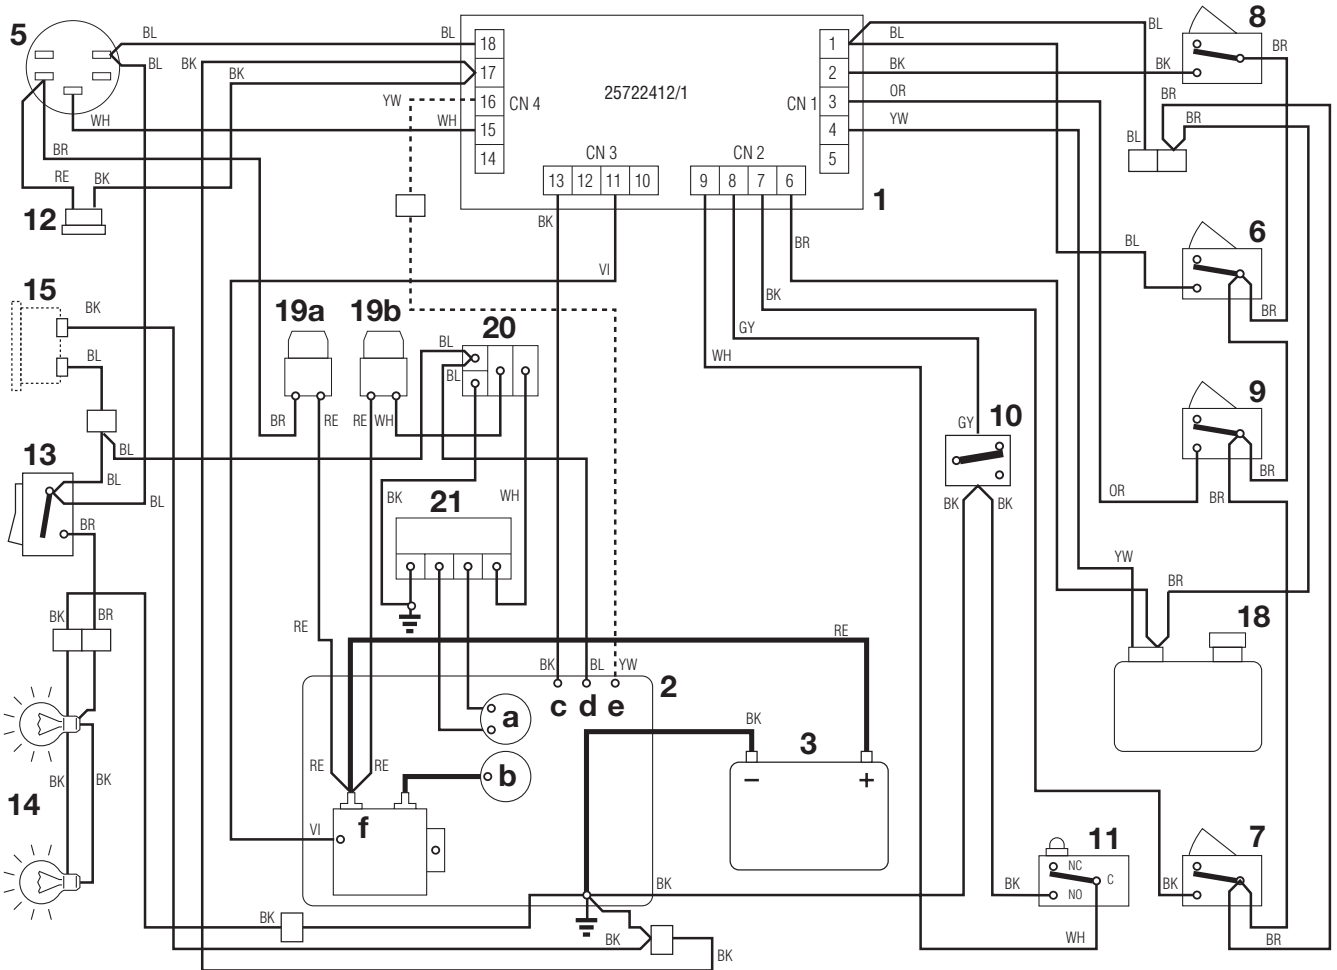 5
BL
BL
BL
8
BL
18
1
BL
BR
BL
BK
17
2
BK
BK
BK
YW
16
CN 4
25722412/1
CN 1
3
OR
BR
WH
WH
15
4
YW
BR
BL
14
5
BR
CN 3
CN 2
RE
BK
13
12
11
10
9
8
7
6
1
12
BK
6
BR
BL
VI
15
BK
BK
BR
19a
19b
20
BL
GY
BL
BL
WH
9
BR
RE
RE
WH
GY
10
13
BL
BL
BR
BK
21
WH
OR
BR
BL
BK
BK
BR
YW
BR
BK
BR
18
RE
RE
BK
BL
YW
2
c
d
e
a
BK
3
RE
RE
b
−
+
BK
BK
14
f
VI
11
7
NC
C
BK
BK
NO
BK
BK
BK
WH
BR
BK